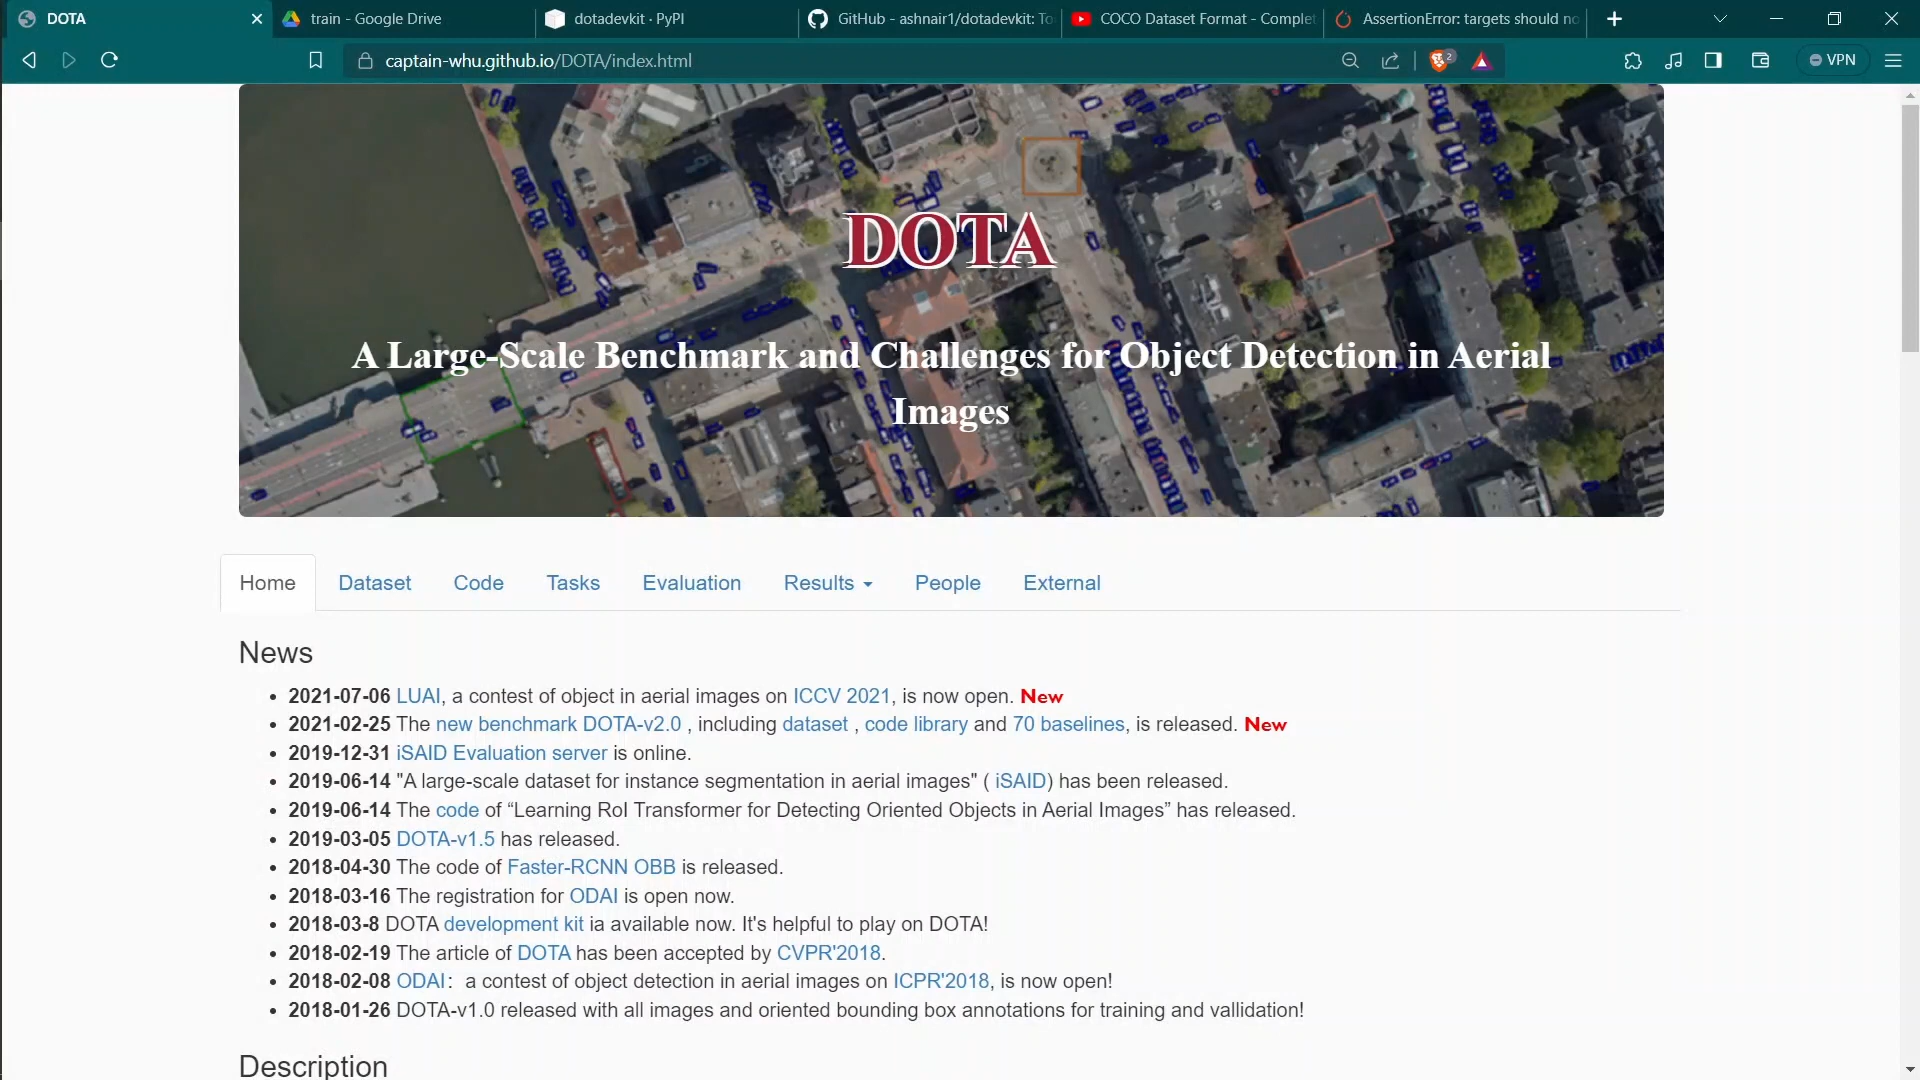 DOTA
train - Google Drive
dotadevkit · PyPI
GitHub - ashnair1/dotadevkit: To
COCO Dataset Format - Complet
AssertionError: targets should no
captain-whu.github.io/DOTA/index.html
2
VPN
DOTA
A Large-Scale Benchmark and Challenges for Object Detection in Aerial
Images
Home
Dataset
Code
Tasks
Evaluation
Results
People
External
News
2021-07-06 LUAI, a contest of object in aerial images on ICCV 2021, is now open. New
2021-02-25 The new benchmark DOTA-v2.0 , including dataset , code library and 70 baselines, is released. New
2019-12-31 iSAID Evaluation server is online.
2019-06-14 "A large-scale dataset for instance segmentation in aerial images" ( iSAID) has been released.
2019-06-14 The code of “Learning RoI Transformer for Detecting Oriented Objects in Aerial Images” has released.
2019-03-05 DOTA-v1.5 has released.
2018-04-30 The code of Faster-RCNN OBB is released.
2018-03-16 The registration for ODAI is open now.
2018-03-8 DOTA development kit ia available now. It's helpful to play on DOTA!
2018-02-19 The article of DOTA has been accepted by CVPR'2018.
2018-02-08 ODAI: a contest of object detection in aerial images on ICPR'2018, is now open!
2018-01-26 DOTA-v1.0 released with all images and oriented bounding box annotations for training and vallidation!
Description